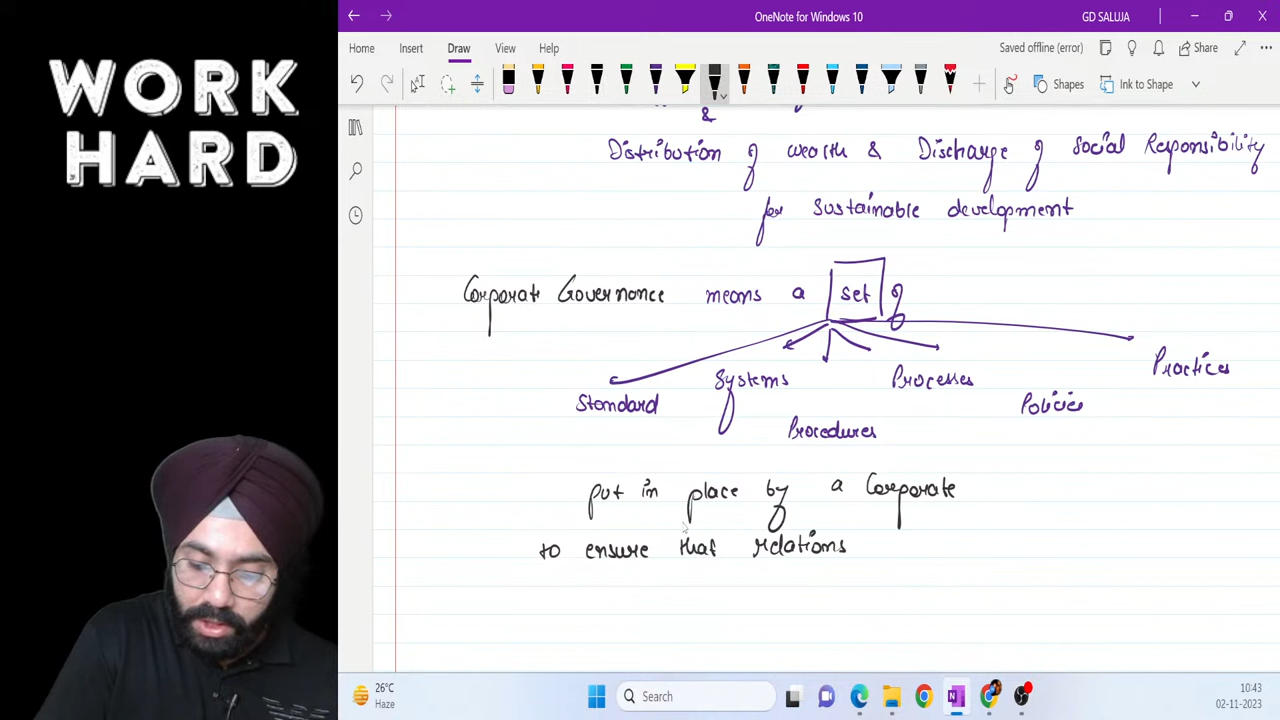 WORK
HARD
OneNote for Windows 10
GD SALUJA
Home Insert Draw View Help
Saved offline (error)
Share
Shapes
Ink to Shape
&
Distribution of wealth & Discharge of Social Responsibility
for Sustainable development
Corporate Governance means a set of
Standard
Systems
Procedures
Processes
Policies
Practices
put in place by a Corporate
to ensure that relations
26°C
Haze
Search
10:43
02-11-2023